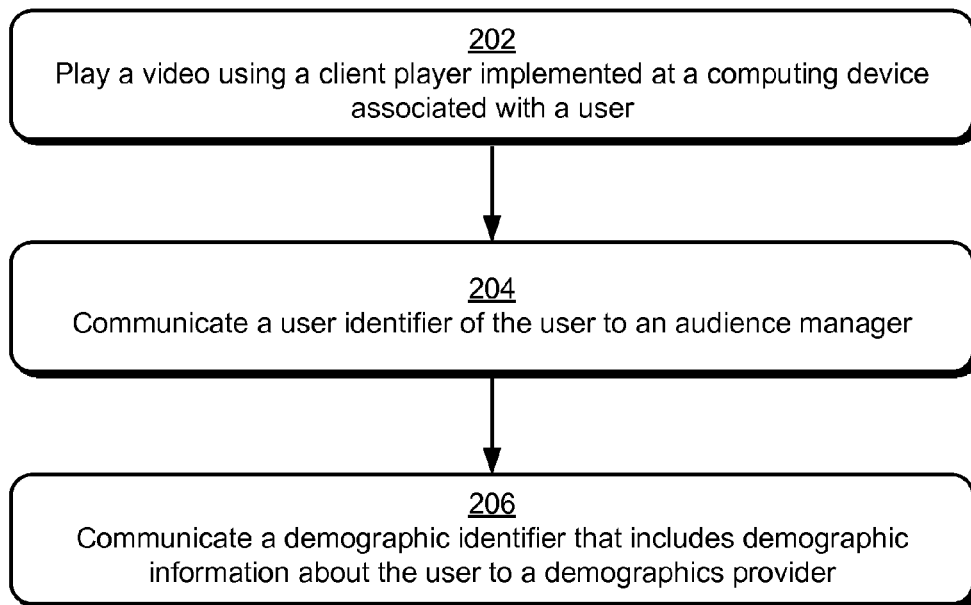 202
Play a video using a client player implemented at a computing device
associated with a user
204
Communicate a user identifier of the user to an audience manager
206
Communicate a demographic identifier that includes demographic
information about the user to a demographics provider